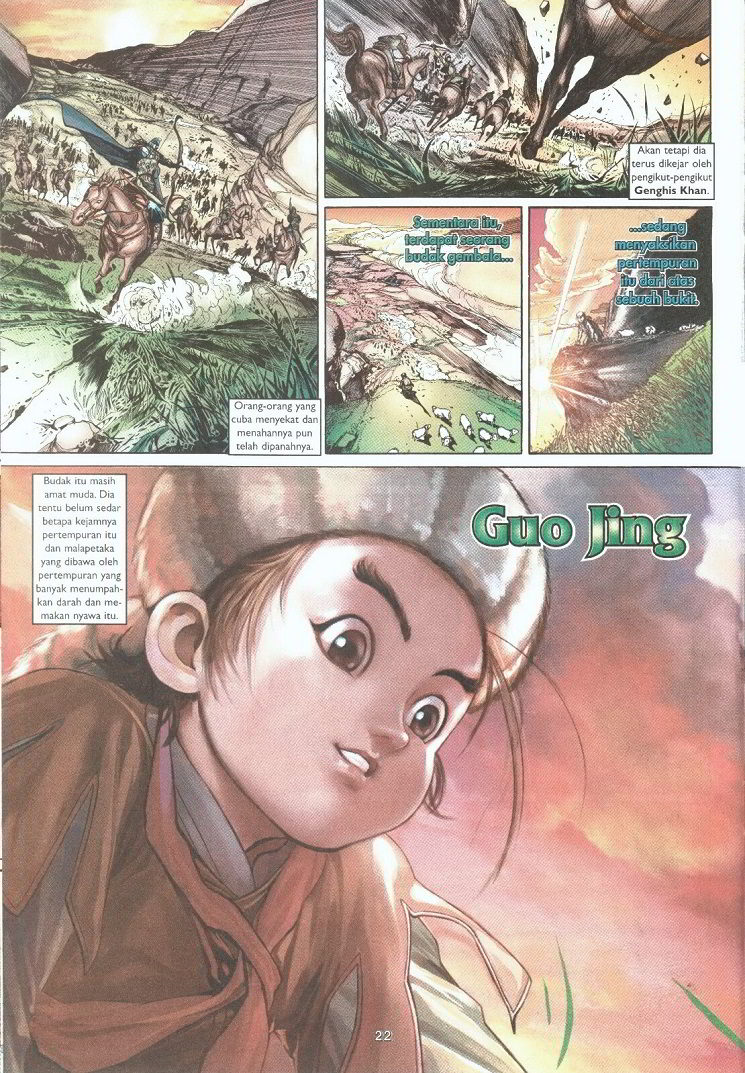 Akan tetapi dia
terus dikejar oleh
pengikut-pengikut
Genghis Khan.
Orang-orang yang
cuba menyekat dan
menahannya pun
telah dipanahnya.
Sementara itu,
terdapat seorang
budak gembala...
...sedang
menyaksikan
pertempuran
itu dari atas
sebuah bukit.
Budak itu masih
amat muda. Dia
tentu belum sedar
betapa kejamnya
pertempuran itu
dan malapetaka
yang dibawa oleh
pertempuran yang
banyak menumpah-
kan darah dan me-
makan nyawa itu.
Guo Jing
22